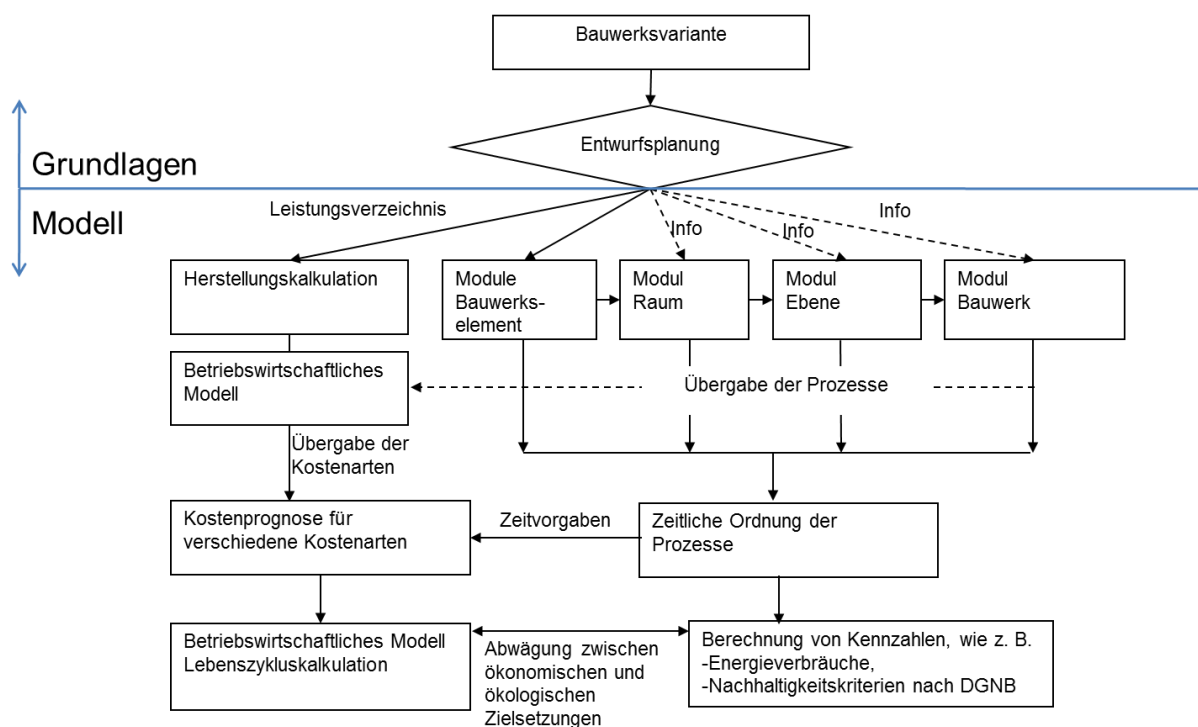 Bauwerksvariante
Entwurfsplanung
Grundlagen
Modell
Leistungsverzeichnis
Info
Info
Info
Herstellungskalkulation
Module
Bauwerks-
element
Modul
Raum
Modul
Ebene
Modul
Bauwerk
Betriebswirtschaftliches
Modell
Übergabe der Prozesse
Übergabe der
Kostenarten
Kostenprognose für
verschiedene Kostenarten
Zeitvorgaben
Zeitliche Ordnung der
Prozesse
Betriebswirtschaftliches Modell
Lebenszykluskalkulation
Abwägung zwischen
ökonomischen und
ökologischen
Zielsetzungen
Berechnung von Kennzahlen, wie z. B.
-Energieverbräuche,
-Nachhaltigkeitskriterien nach DGNB